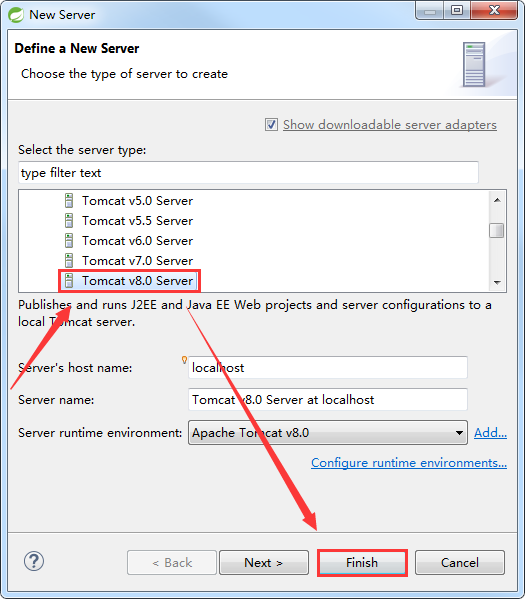 New Server
Define a New Server
Choose the type of server to create
Show downloadable server adapters
Select the server type:
type filter text
Tomcat v5.0 Server
Tomcat v5.5 Server
Tomcat v6.0 Server
Tomcat v7.0 Server
Tomcat v8.0 Server
Publishes and runs J2EE and Java EE Web projects and server configurations to a
local Tomcat server.
Server's host name: localhost
Server name: Tomcat v8.0 Server at localhost
Server runtime environment: Apache Tomcat v8.0 Add...
Configure runtime environments...
? < Back Next > Finish Cancel